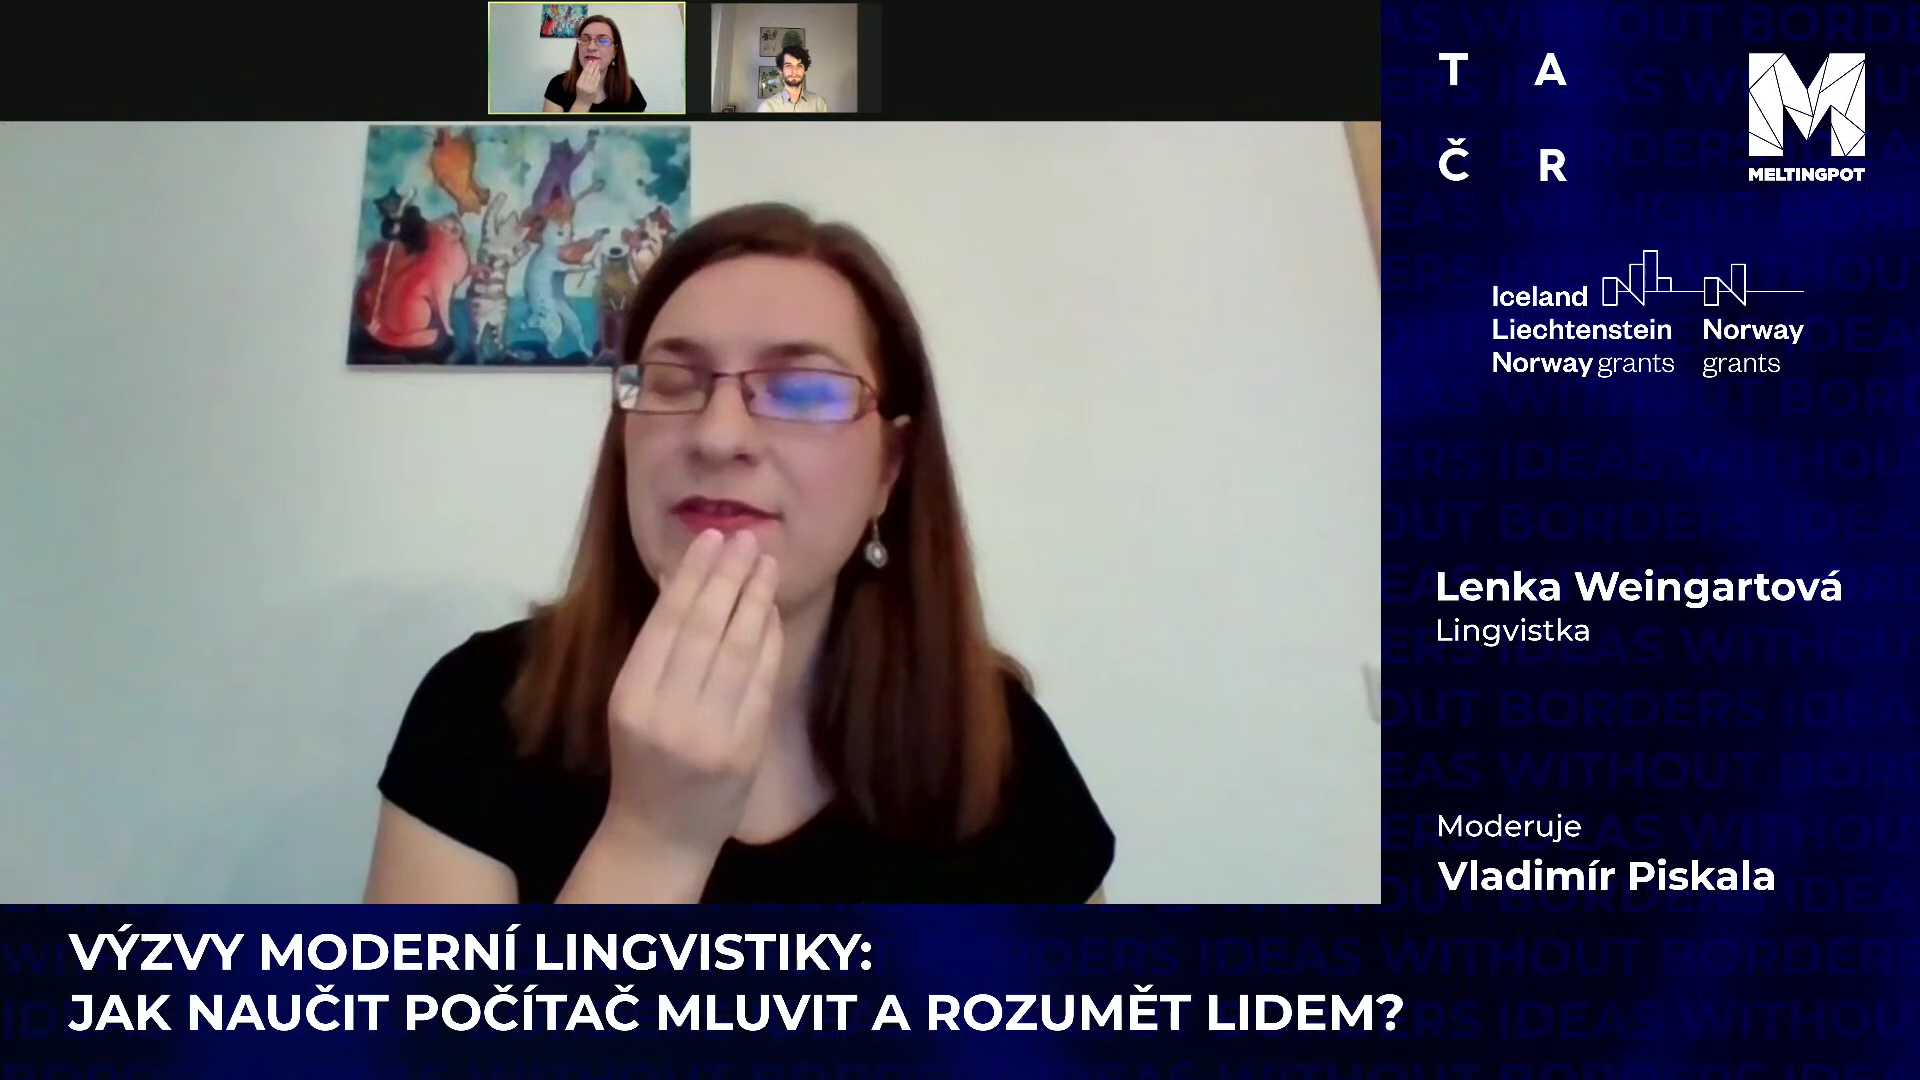 T A
Č R
MELTINGPOT
Iceland
Liechtenstein
Norway grants
Norway
grants
Lenka Weingartová
Lingvistka
Moderuje
Vladimír Piskala
VÝZVY MODERNÍ LINGVISTIKY:
JAK NAUČIT POČÍTAČ MLUVIT A ROZUMĚT LIDEM?